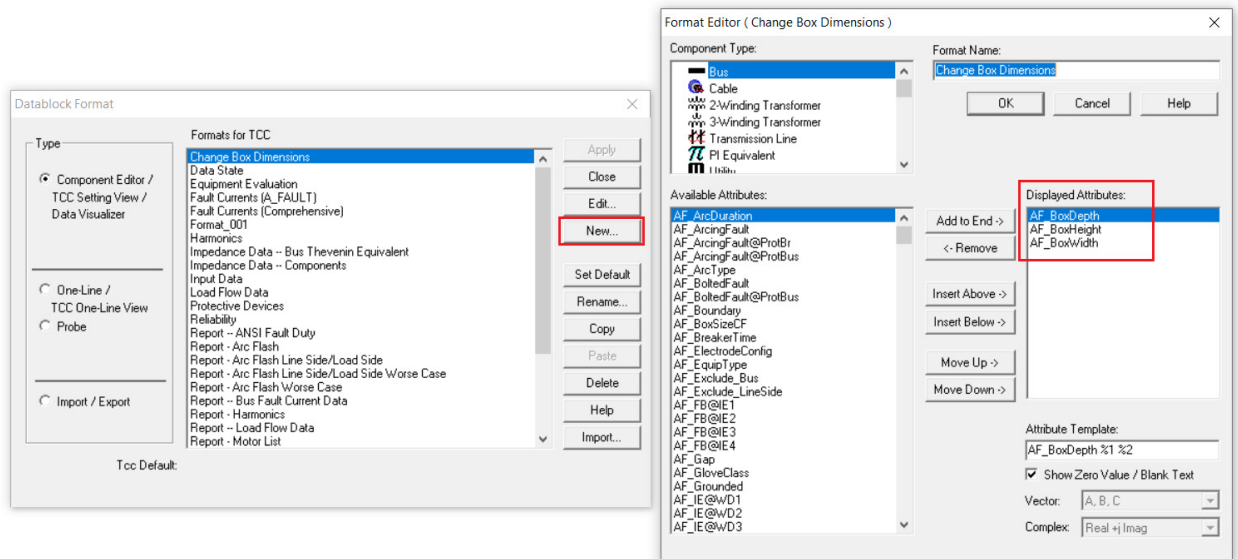 Datablock Format
Type
Component Editor /
TCC Setting View /
Data Visualizer
One-Line /
TCC One-Line View
Probe
Import / Export
Formats for TCC
Change Box Dimensions
Data State
Equipment Evaluation
Fault Currents (A_FAULT)
Fault Currents (Comprehensive)
Format_001
Harmonics
Impedance Data -- Bus Thevenin Equivalent
Impedance Data -- Components
Input Data
Load Flow Data
Protective Devices
Reliability
Report -- ANSI Fault Duty
Report - Arc Flash
Report - Arc Flash Line Side/Load Side
Report - Arc Flash Line Side/Load Side Worse Case
Report - Arc Flash Worse Case
Report -- Bus Fault Current Data
Report - Harmonics
Report -- Load Flow Data
Report - Motor List
Apply
Close
Edit...
New...
Set Default
Rename...
Copy
Paste
Delete
Help
Import...
Tcc Default:
Format Editor ( Change Box Dimensions )
Component Type:
Bus
Cable
2-Winding Transformer
3-Winding Transformer
Transmission Line
PI Equivalent
Utility
Format Name:
Change Box Dimensions
OK
Cancel
Help
Available Attributes:
AF_ArcDuration
AF_ArcingFault
AF_ArcingFault@ProtBr
AF_ArcingFault@ProtBus
AF_ArcType
AF_BoltedFault
AF_BoltedFault@ProtBus
AF_Boundary
AF_BoxSizeCF
AF_BreakerTime
AF_ElectrodeConfig
AF_EquipType
AF_Exclude_Bus
AF_Exclude_LineSide
AF_FB@IE1
AF_FB@IE2
AF_FB@IE3
AF_FB@IE4
AF_Gap
AF_GloveClass
AF_Grounded
AF_IE@WD1
AF_IE@WD2
AF_IE@WD3
Add to End ->
<- Remove
Insert Above ->
Insert Below ->
Move Up ->
Move Down ->
Displayed Attributes:
AF_BoxDepth
AF_BoxHeight
AF_BoxWidth
Attribute Template:
AF_BoxDepth %1 %2
Show Zero Value / Blank Text
Vector:
A, B, C
Complex:
Real +j Imag